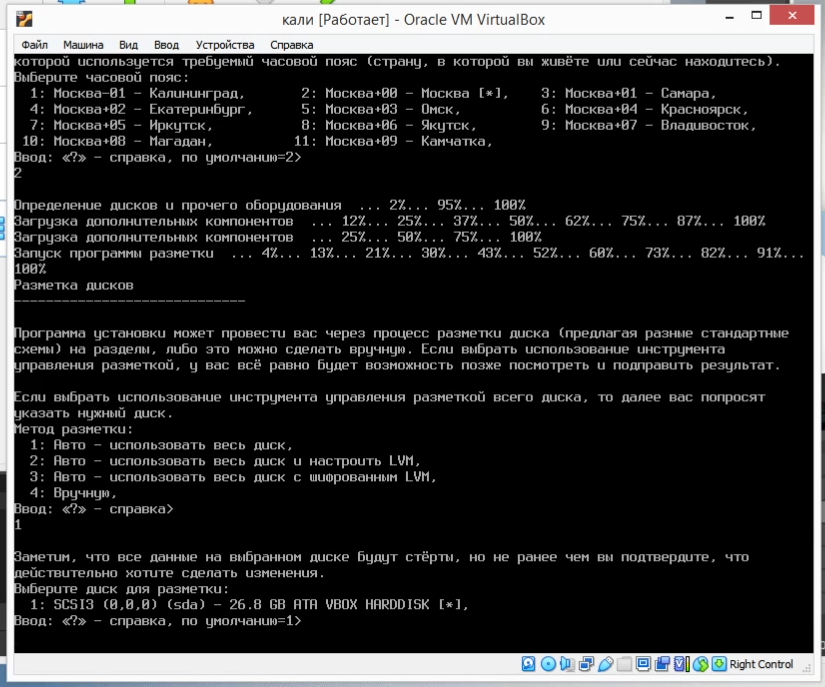 кали [Работает] - Oracle VM VirtualBox
Файл Машина Вид Ввод Устройства Справка
которой используется требуемый часовой пояс (страну, в которой вы живёте или сейчас находитесь).
Выберите часовой пояс:
1: Москва-01 - Калининград, 2: Москва+00 - Москва [*], 3: Москва+01 - Самара,
4: Москва+02 - Екатеринбург, 5: Москва+03 - Омск, 6: Москва+04 - Красноярск,
7: Москва+05 - Иркутск, 8: Москва+06 - Якутск, 9: Москва+07 - Владивосток,
10: Москва+08 - Магадан, 11: Москва+09 - Камчатка,
Ввод: «?» - справка, по умолчанию=2>
2
Определение дисков и прочего оборудования ... 2%... 95%... 100%
Загрузка дополнительных компонентов ... 12%... 25%... 37%... 50%... 62%... 75%... 87%... 100%
Загрузка дополнительных компонентов ... 25%... 50%... 75%... 100%
Запуск программы разметки ... 4%... 13%... 21%... 30%... 43%... 52%... 60%... 73%... 82%... 91%...
100%
Разметка дисков
-----------------------------
Программа установки может провести вас через процесс разметки диска (предлагая разные стандартные
схемы) на разделы, либо это можно сделать вручную. Если выбрать использование инструмента
управления разметкой, у вас всё равно будет возможность позже посмотреть и подправить результат.
Если выбрать использование инструмента управления разметкой всего диска, то далее вас попросят
указать нужный диск.
Метод разметки:
1: Авто - использовать весь диск,
2: Авто - использовать весь диск и настроить LVM,
3: Авто - использовать весь диск с шифрованным LVM,
4: Вручную,
Ввод: «?» - справка>
1
Заметим, что все данные на выбранном диске будут стёрты, но не ранее чем вы подтвердите, что
действительно хотите сделать изменения.
Выберите диск для разметки:
1: SCSI3 (0,0,0) (sda) - 26.8 GB ATA VBOX HARDDISK [*],
Ввод: «?» - справка, по умолчанию=1>
Right Control